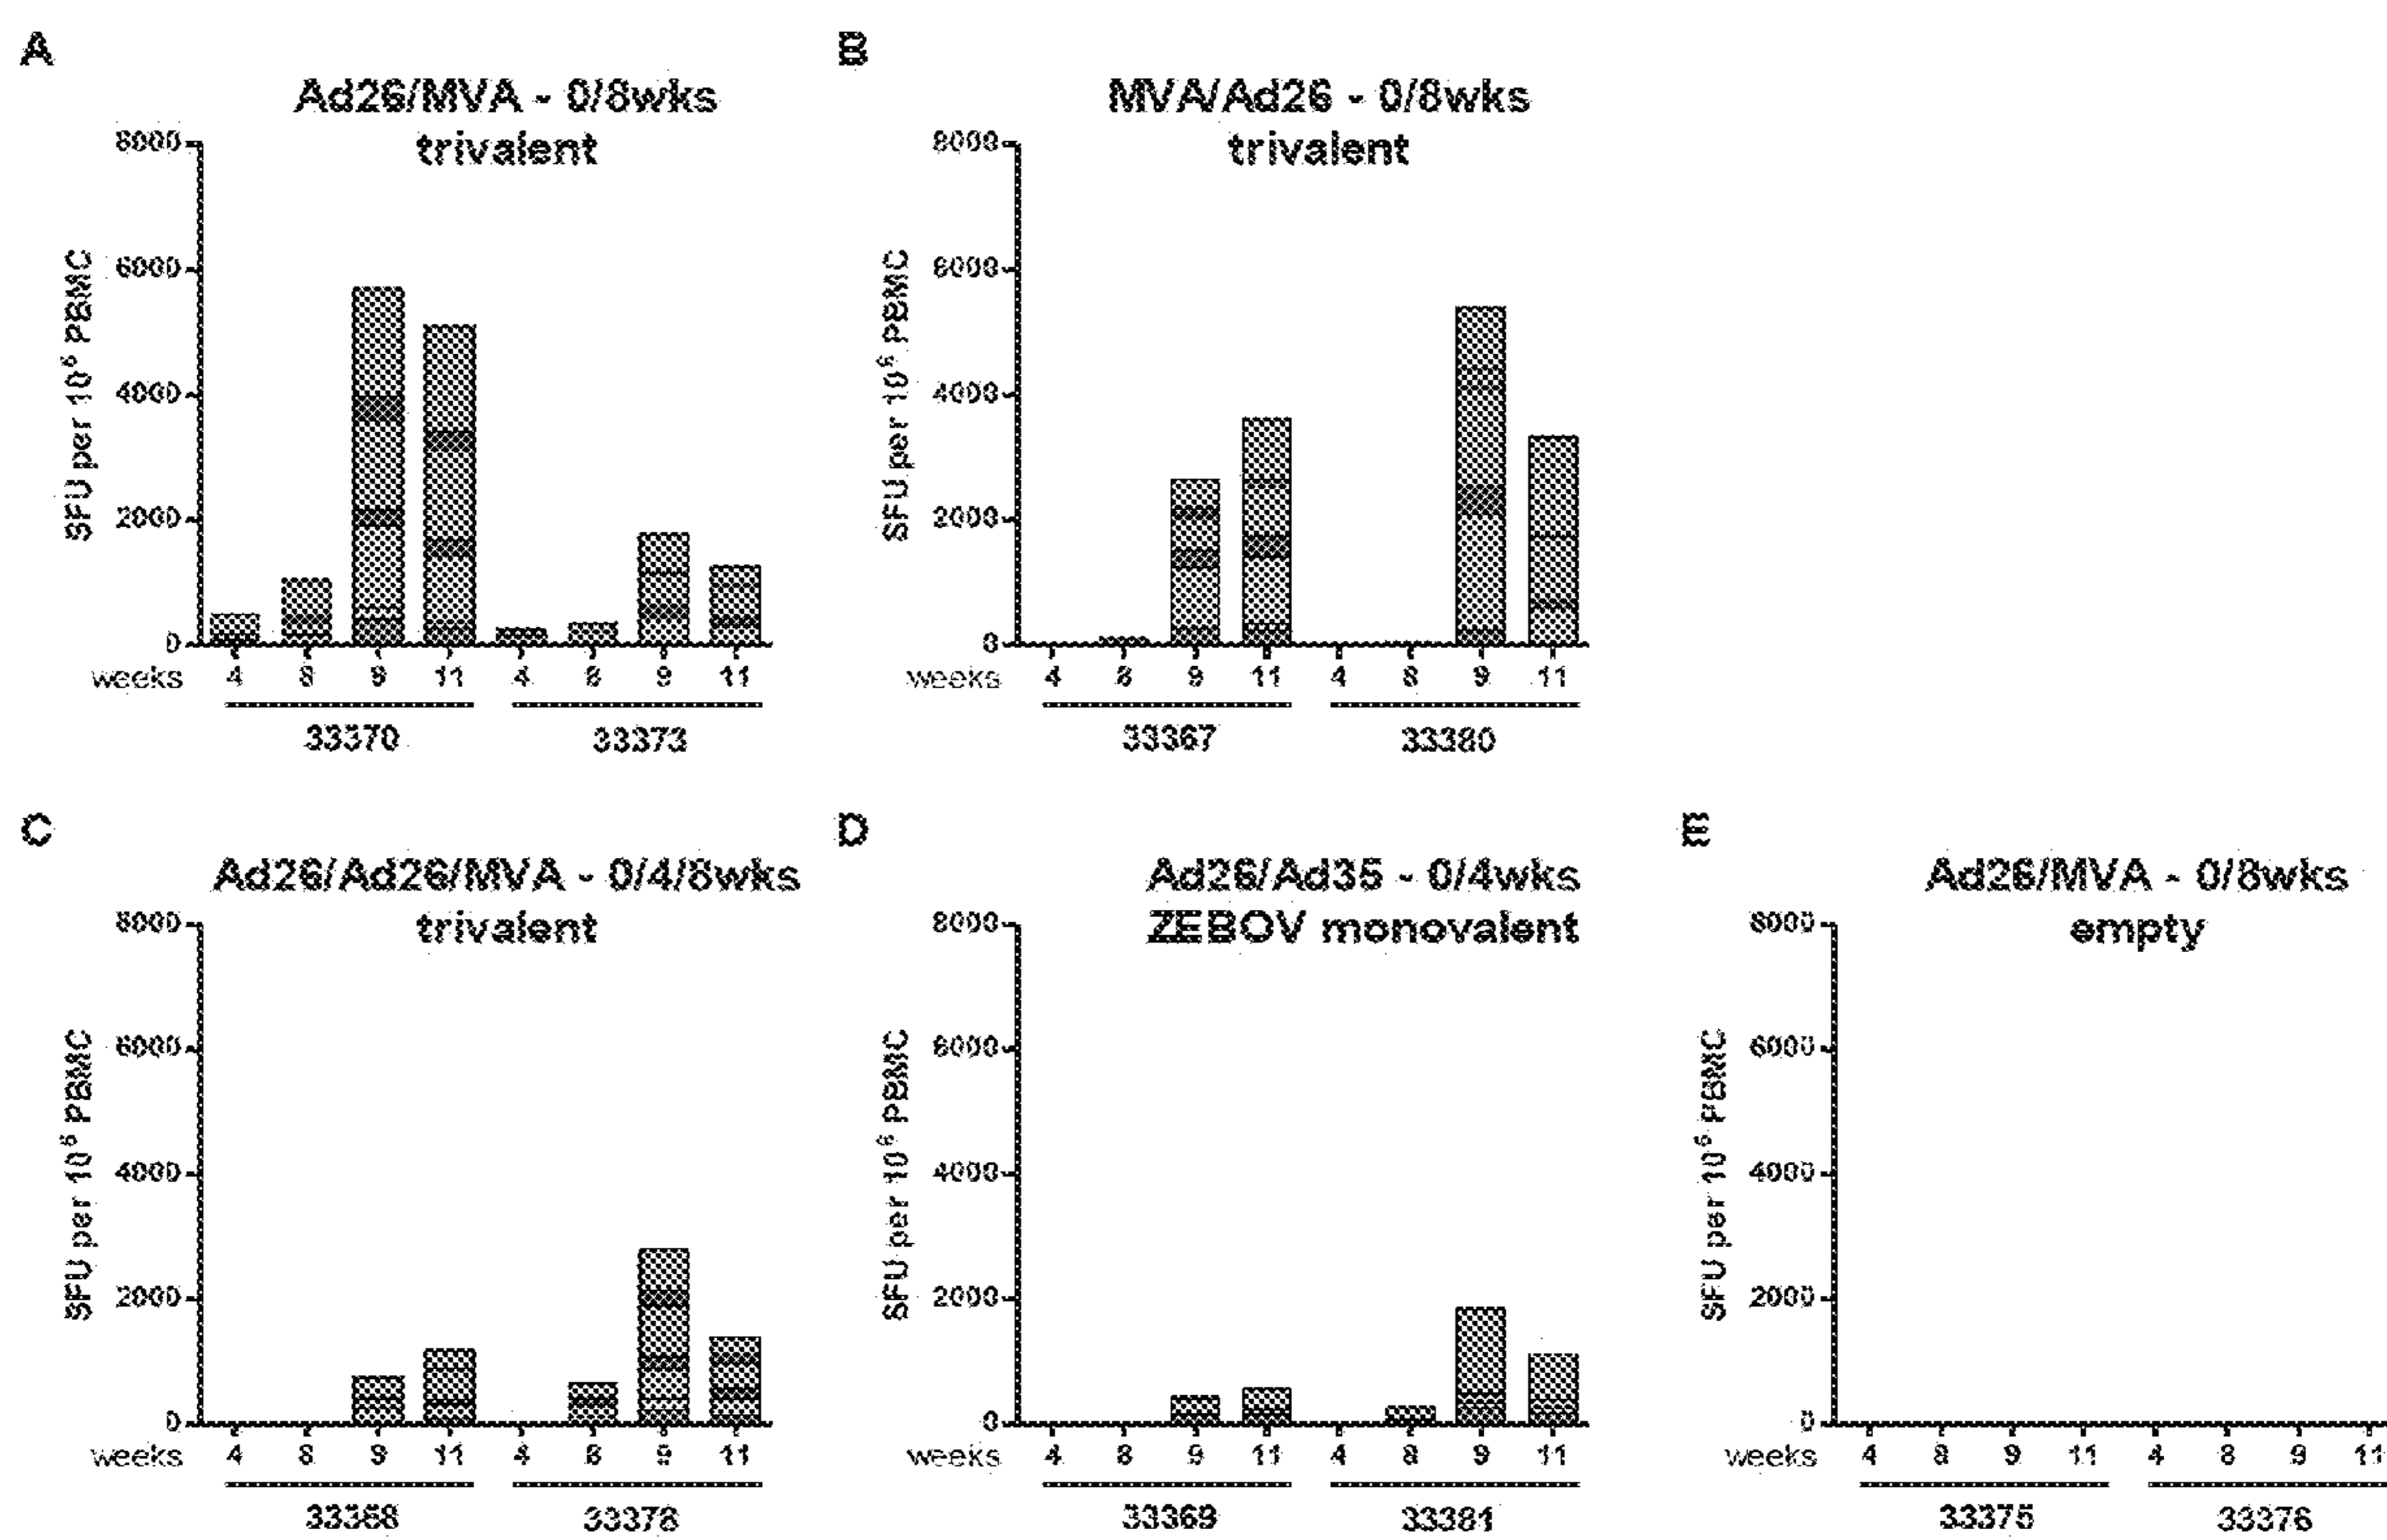 A
Ad26/MVA - 0/8wks
trivalent
8000
6000
4000
2000
0
SFU per 10⁶ PBMC
weeks 4 8 9 11 4 8 9 11
33370 33373
B
MVA/Ad26 - 0/8wks
trivalent
8000
6000
4000
2000
0
SFU per 10⁶ PBMC
weeks 4 8 9 11 4 8 9 11
33367 33380
C
Ad26/Ad26/MVA - 0/4/8wks
trivalent
8000
6000
4000
2000
0
SFU per 10⁶ PBMC
weeks 4 8 9 11 4 8 9 11
33368 33378
D
Ad26/Ad35 - 0/4wks
ZEBOV monovalent
8000
6000
4000
2000
0
SFU per 10⁶ PBMC
weeks 4 8 9 11 4 8 9 11
33369 33381
E
Ad26/MVA - 0/8wks
empty
8000
6000
4000
2000
0
SFU per 10⁶ PBMC
weeks 4 8 9 11 4 8 9 11
33375 33376